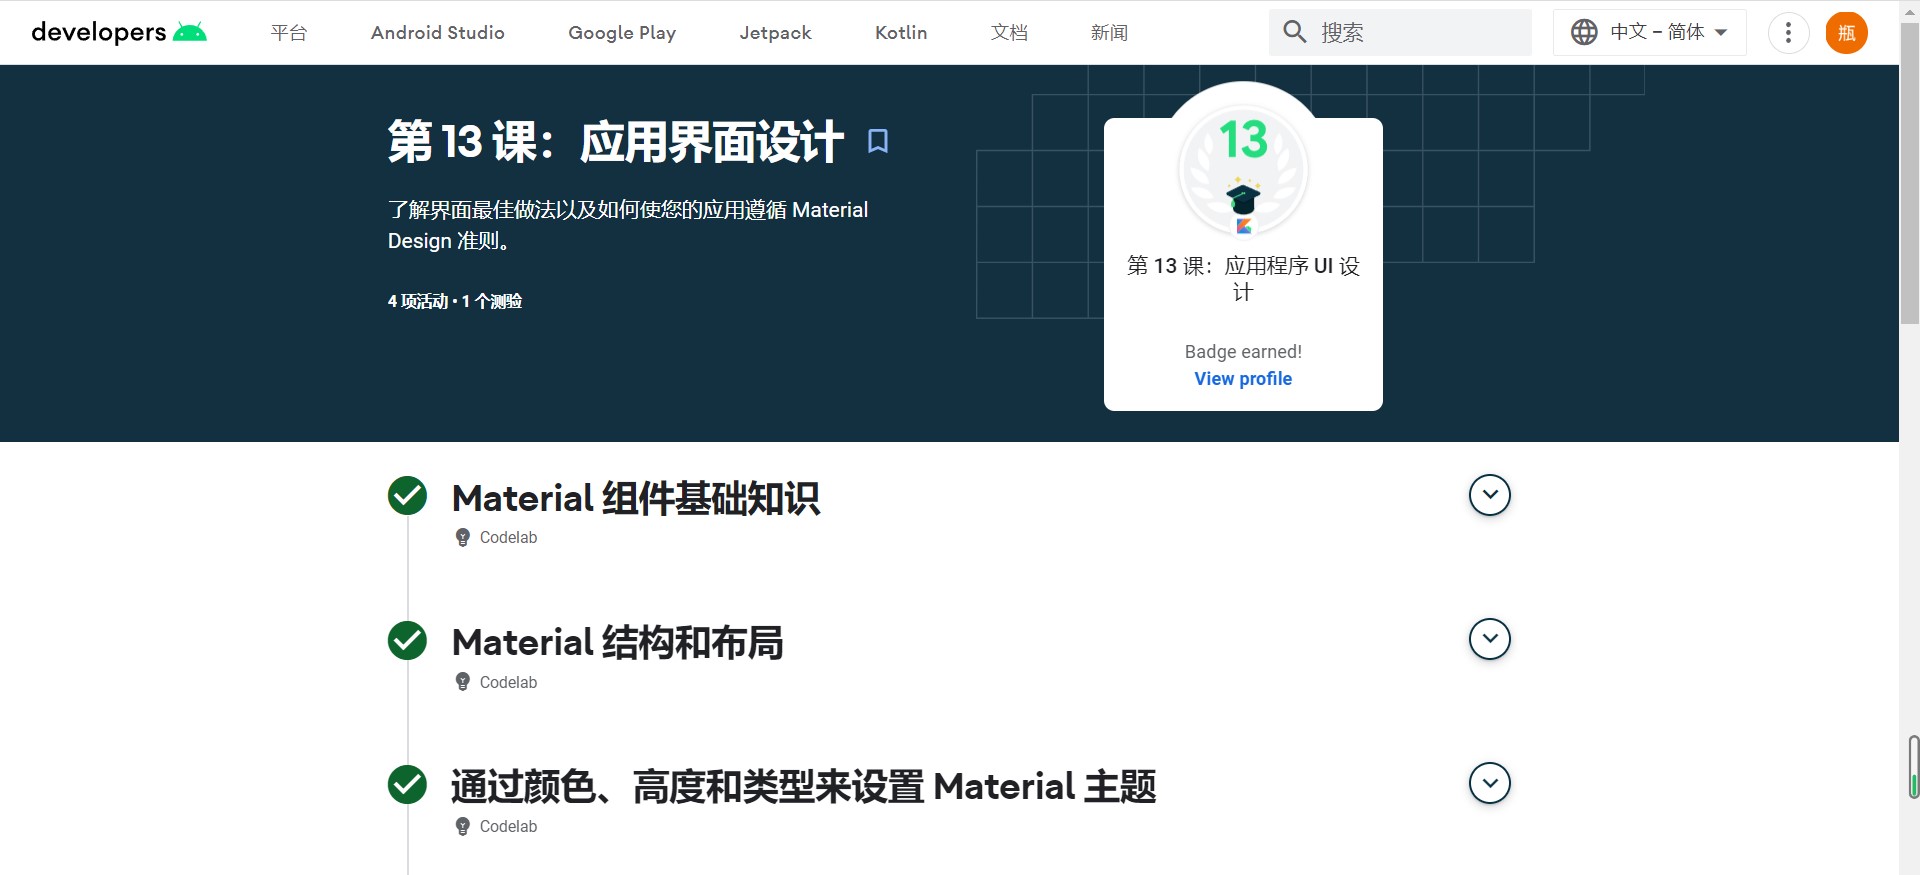 developers
平台
Android Studio
Google Play
Jetpack
Kotlin
文档
新闻
搜索
中文 – 简体
瓶
第 13 课：应用界面设计
了解界面最佳做法以及如何使您的应用遵循 Material
Design 准则。
4 项活动 • 1 个测验
13
第 13 课：应用程序 UI 设
计
Badge earned!
View profile
Material 组件基础知识
Codelab
Material 结构和布局
Codelab
通过颜色、高度和类型来设置 Material 主题
Codelab